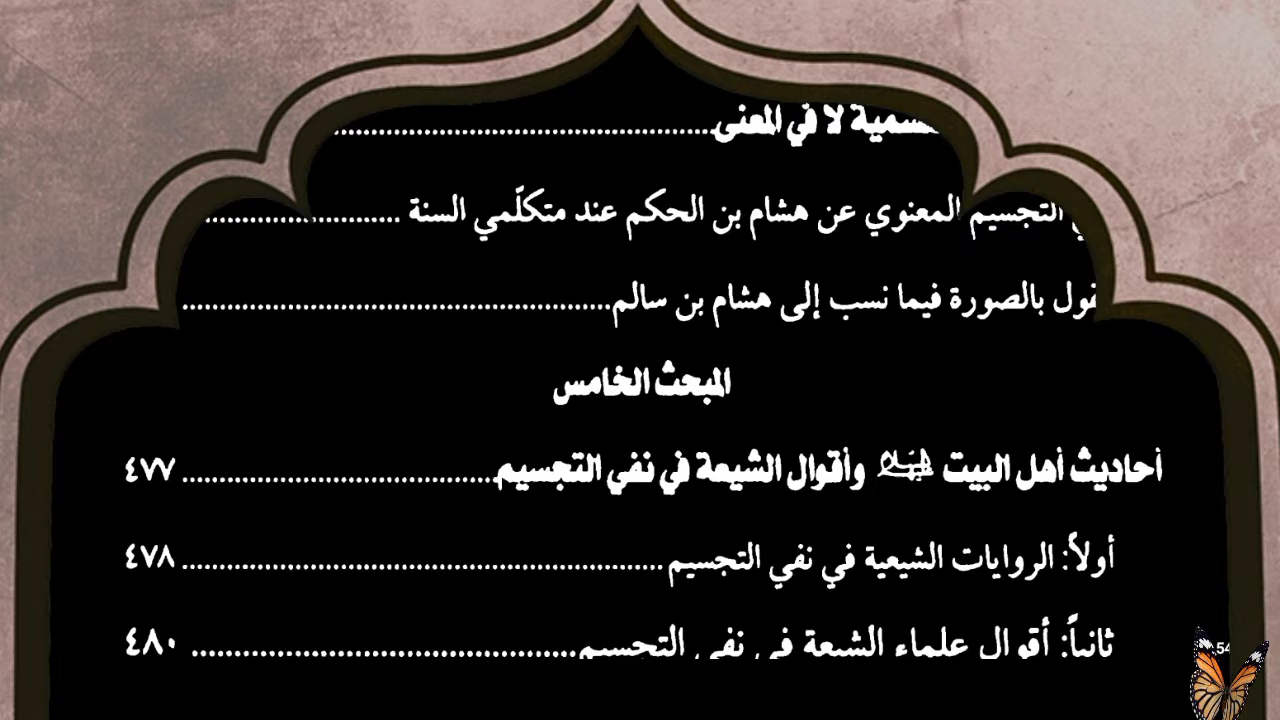 لا في المعنى........................................
التجسيم المعنوي عن هشام بن الحكم عند متكلّمي السنة ........................
بالصورة فيما نسب إلى هشام بن سالم........................................................
المبحث الخامس
أحاديث أهل البيت عليهم السلام وأقوال الشيعة في نفي التجسيم........................................ ٤٧٧
أولاً: الروايات الشيعية في نفي التجسيم............................................................ ٤٧٨
ثانياً: أقوال علماء الشيعة في نفي التجسيم................................................ ٤٨٠